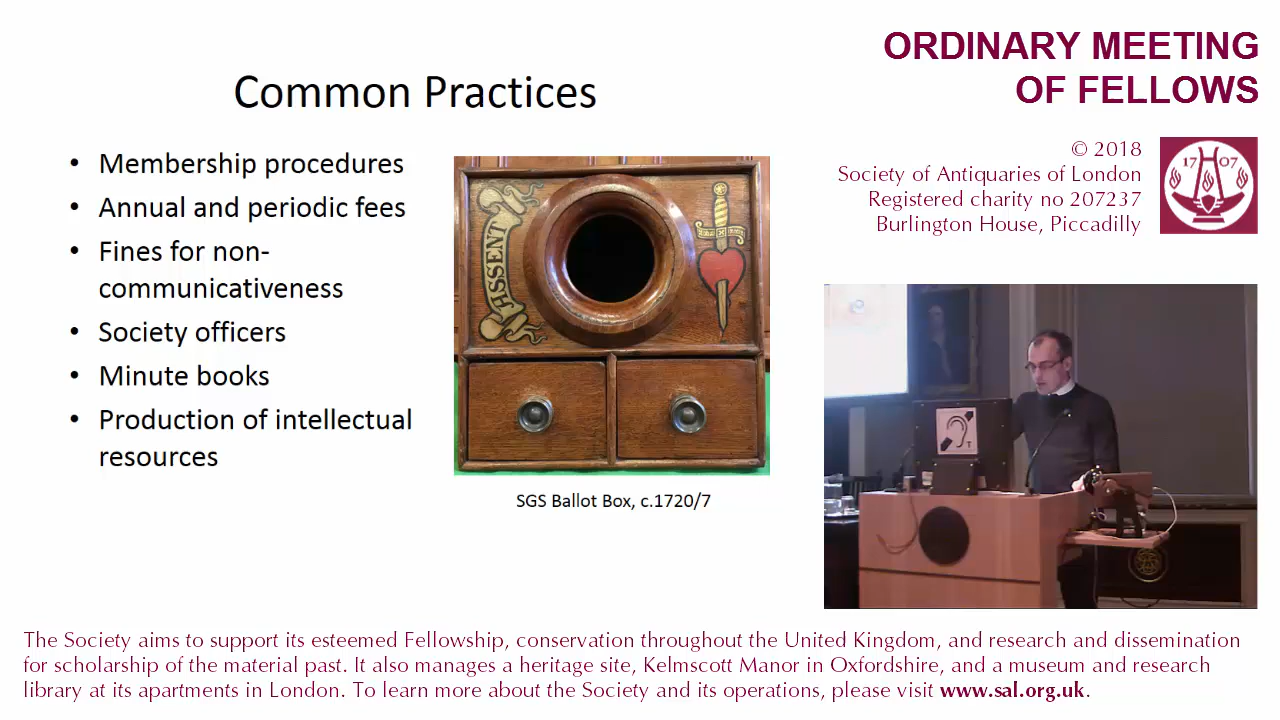 Common Practices
• Membership procedures
• Annual and periodic fees
• Fines for non-
communicativeness
• Society officers
• Minute books
• Production of intellectual
resources
ASSENT
SGS Ballot Box, c.1720/7
ORDINARY MEETING
OF FELLOWS
© 2018
Society of Antiquaries of London
Registered charity no 207237
Burlington House, Piccadilly
17 07
T
The Society aims to support its esteemed Fellowship, conservation throughout the United Kingdom, and research and dissemination
for scholarship of the material past. It also manages a heritage site, Kelmscott Manor in Oxfordshire, and a museum and research
library at its apartments in London. To learn more about the Society and its operations, please visit www.sal.org.uk.